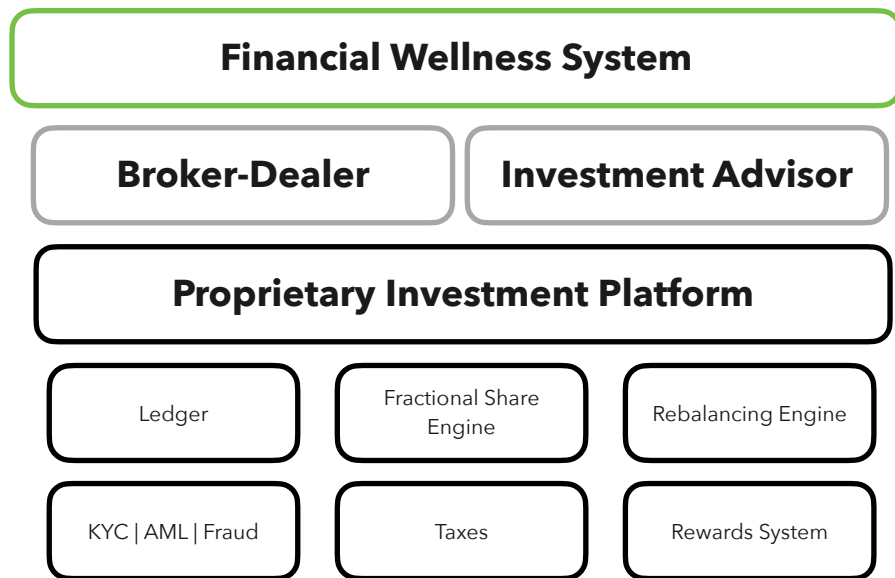 Financial Wellness System
Broker-Dealer
Investment Advisor
Proprietary Investment Platform
Ledger
Fractional Share
Engine
Rebalancing Engine
KYC | AML | Fraud
Taxes
Rewards System